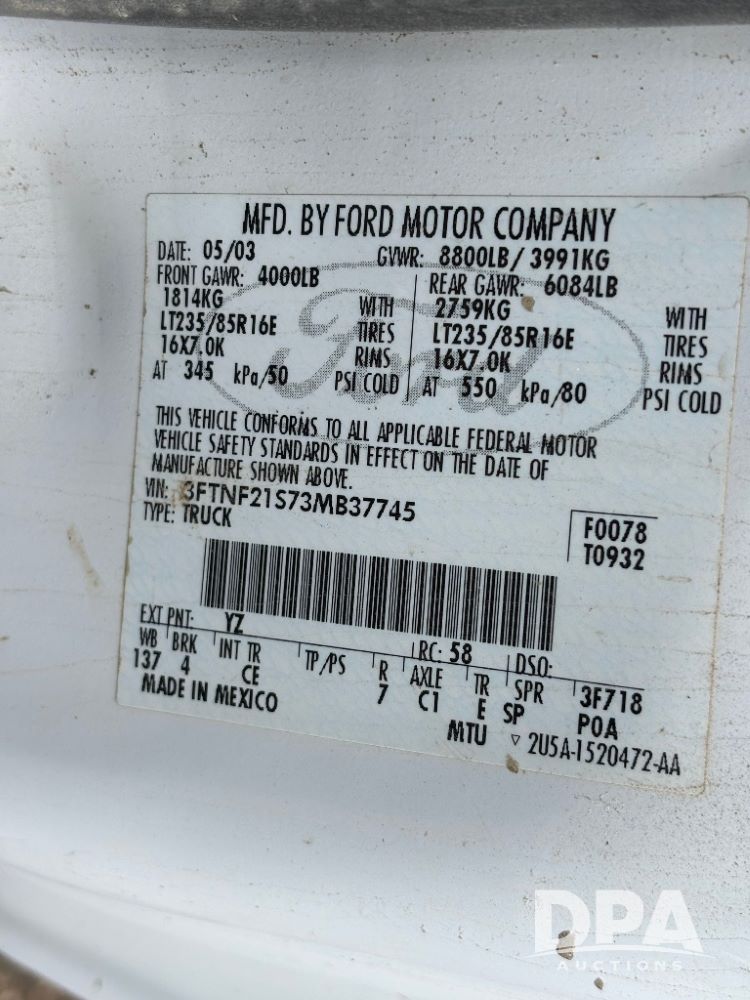 MFD. BY FORD MOTOR COMPANY
DATE: 05/03 GVWR: 8800LB/ 3991KG
FRONT GAWR: 4000LB REAR GAWR: 6084LB
1814KG WITH 2759KG WITH
LT235/85R16E TIRES LT235/85R16E TIRES
16X7.0K RIMS 16X7.0K RIMS
AT 345 kPa/50 PSI COLD AT 550 kPa/80 PSI COLD
Ford
THIS VEHICLE CONFORMS TO ALL APPLICABLE FEDERAL MOTOR
VEHICLE SAFETY STANDARDS IN EFFECT ON THE DATE OF
MANUFACTURE SHOWN ABOVE.
VIN: 3FTNF21S73MB37745
TYPE: TRUCK
F0078
T0932
EXT PNT: YZ RC: 58 DSO:
WB BRK INT TR TP/PS R AXLE TR SPR 3F718
137 4 CE 7 C1 E SP POA
MADE IN MEXICO MTU ▿ 2U5A-1520472-AA
DPA
AUCTIONS